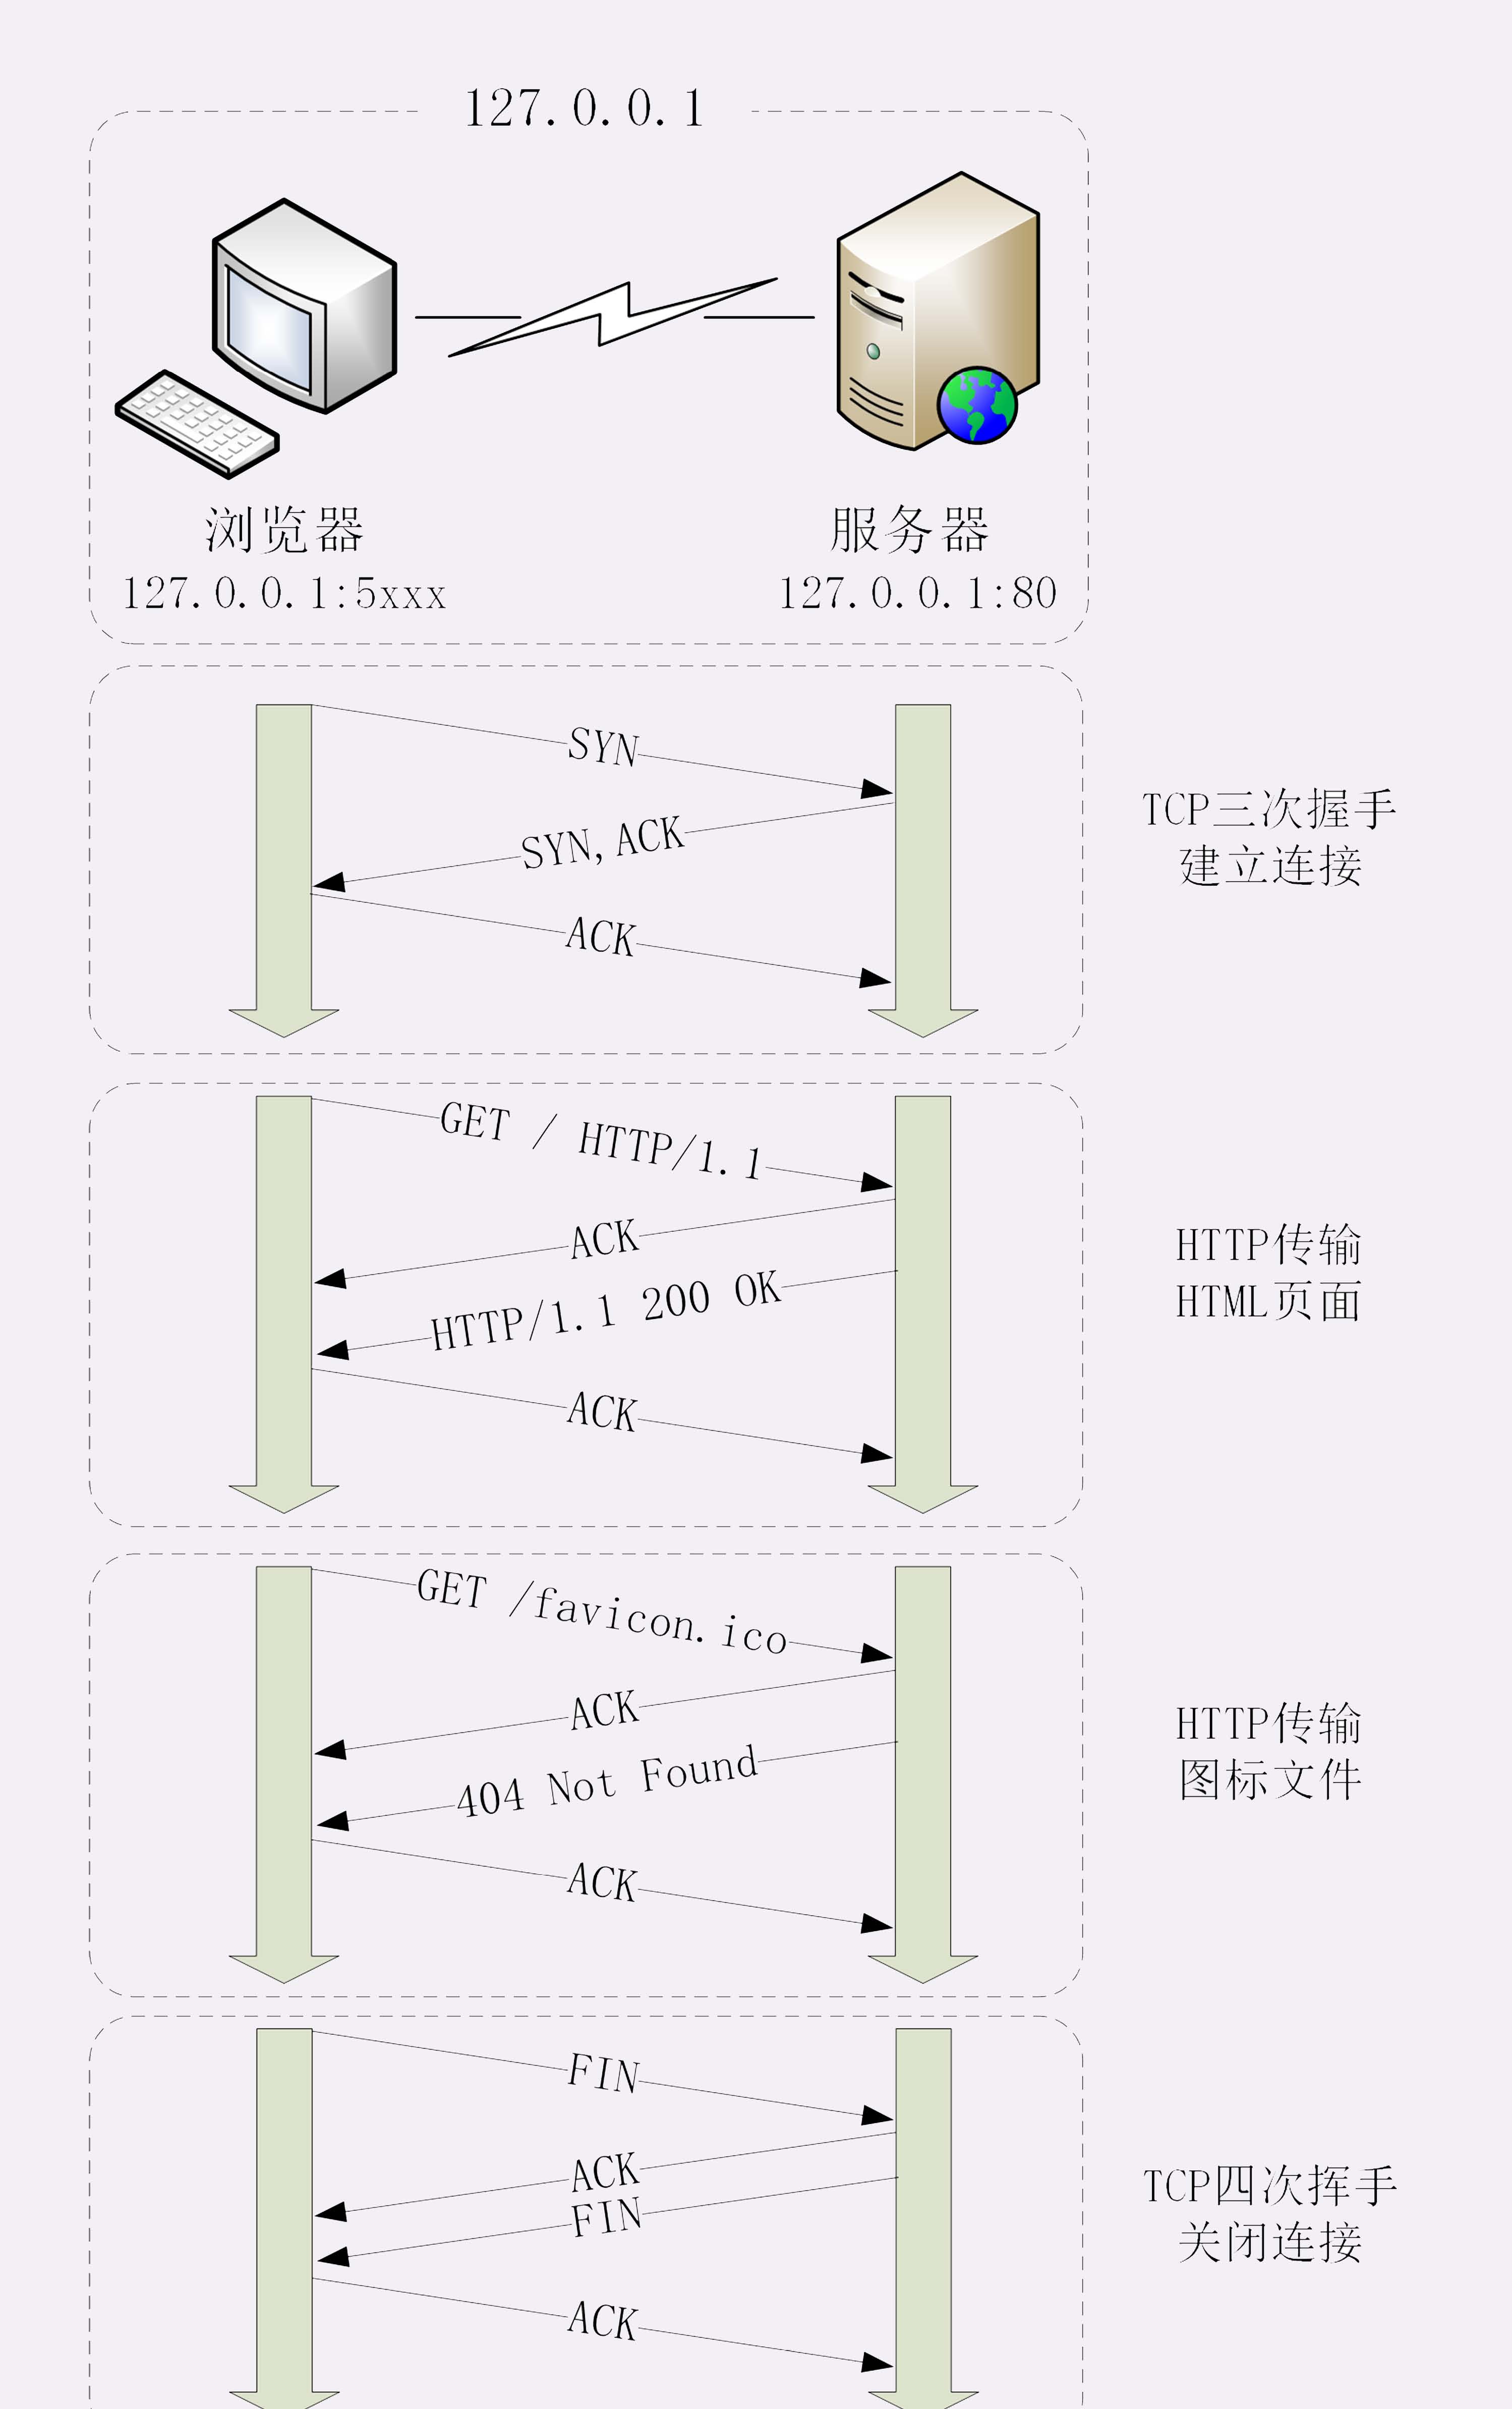 127.0.0.1
浏览器
服务器
127.0.0.1:5xxx
127.0.0.1:80
SYN
SYN,ACK
ACK
TCP三次握手
建立连接
GET / HTTP/1.1
ACK
HTTP/1.1 200 OK
ACK
HTTP传输
HTML页面
GET /favicon.ico
ACK
404 Not Found
ACK
HTTP传输
图标文件
FIN
ACK
FIN
ACK
TCP四次挥手
关闭连接